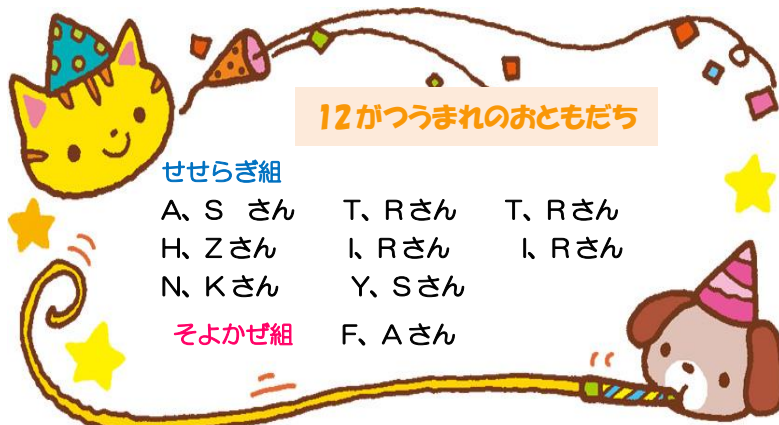 12がつうまれのおともだち
せせらぎ組
A、S　さん　　T、Rさん　　T、Rさん
H、Zさん　　I、Rさん　　I、Rさん
N、Kさん　　Y、Sさん
そよかぜ組　　F、Aさん